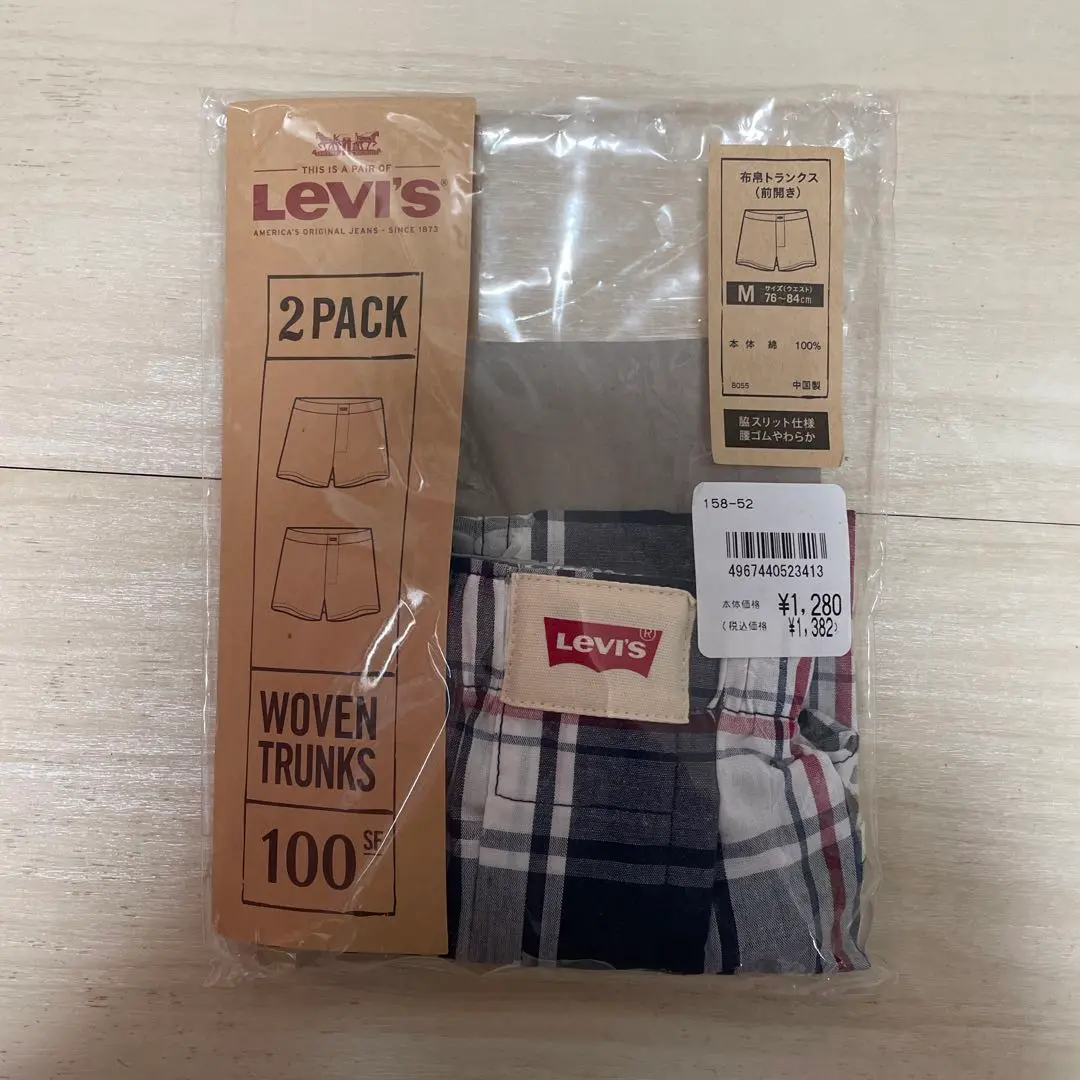 THIS IS A PAIR OF
Levi's®
AMERICA'S ORIGINAL JEANS - SINCE 1873
2 PACK
WOVEN
TRUNKS
100 SE
布帛トランクス
(前開き)
M サイズ(ウエスト)
76~84cm
本体 綿 100%
8055 中国製
脇スリット仕様
腰ゴムやわらか
158-52
4967440523413
本体価格 ¥1,280
(税込価格 ¥1,382)
Levi's®